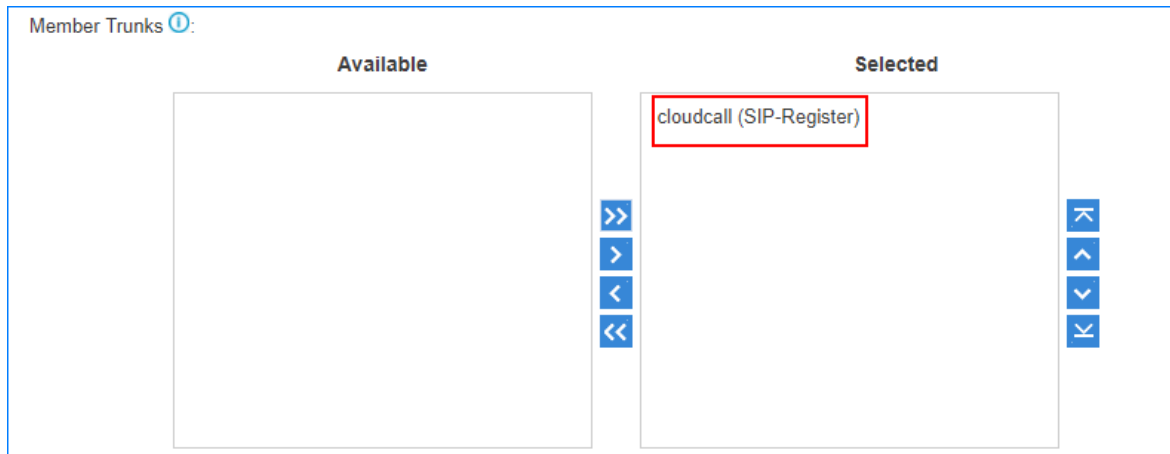 Member Trunks ⓘ:
Available
Selected
cloudcall (SIP-Register)